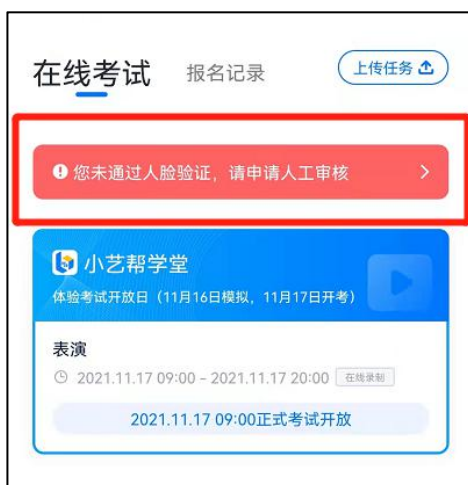 在线考试 报名记录 上传任务
您未通过人脸验证，请申请人工审核
小艺帮学堂
体验考试开放日（11月16日模拟，11月17日开考）
表演
2021.11.17 09:00 - 2021.11.17 20:00 在线录制
2021.11.17 09:00正式考试开放